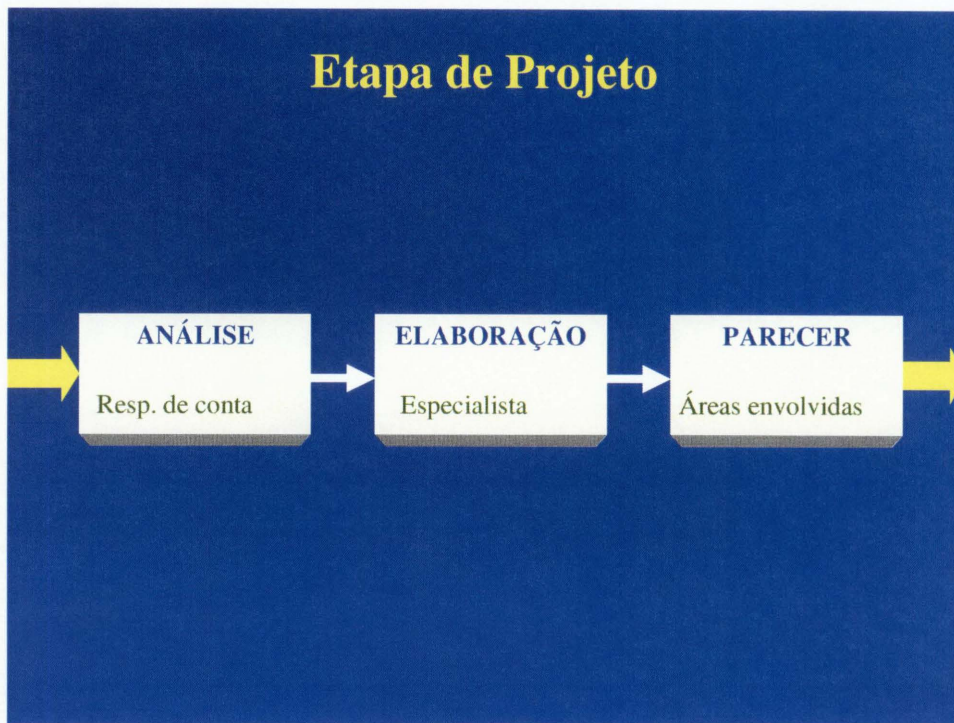 Etapa de Projeto
ANÁLISE
Resp. de conta
ELABORAÇÃO
Especialista
PARECER
Áreas envolvidas